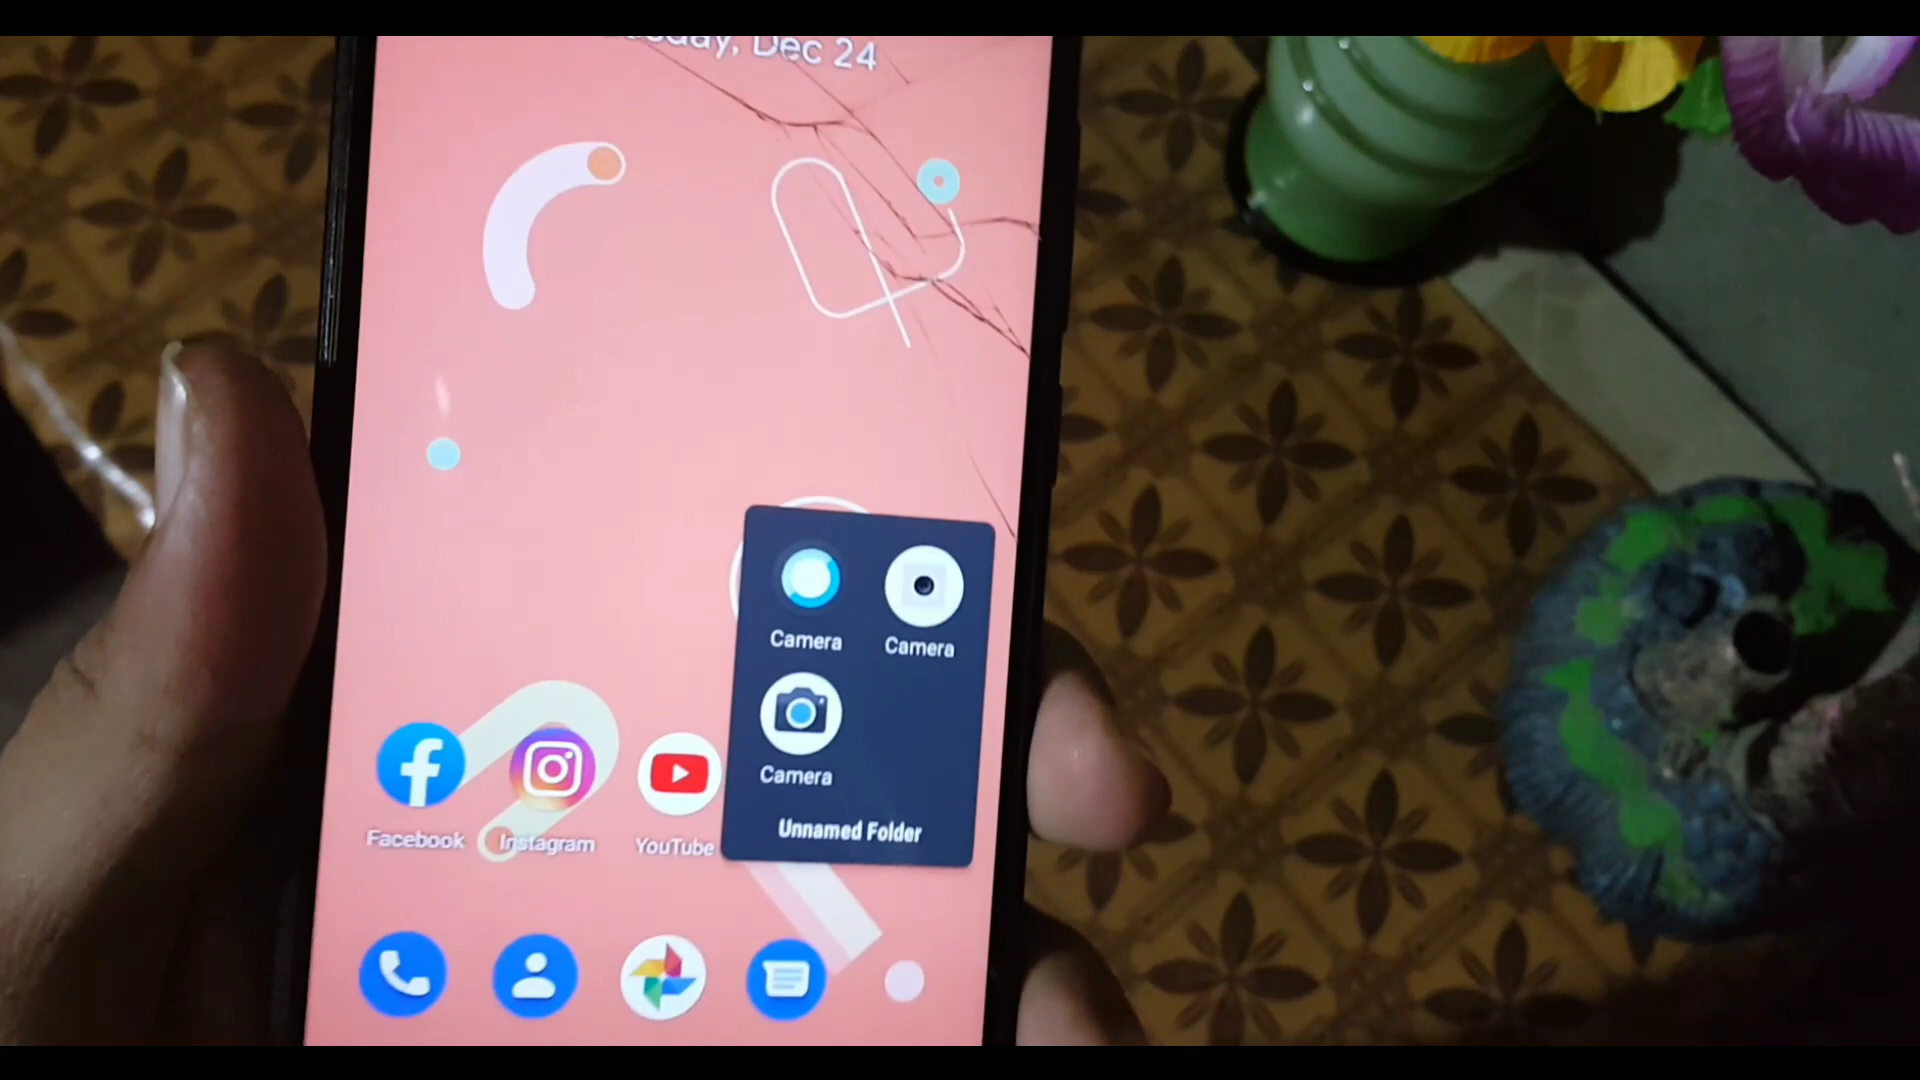 Dec 24
Camera Camera
Camera
Unnamed Folder
Facebook Instagram YouTube